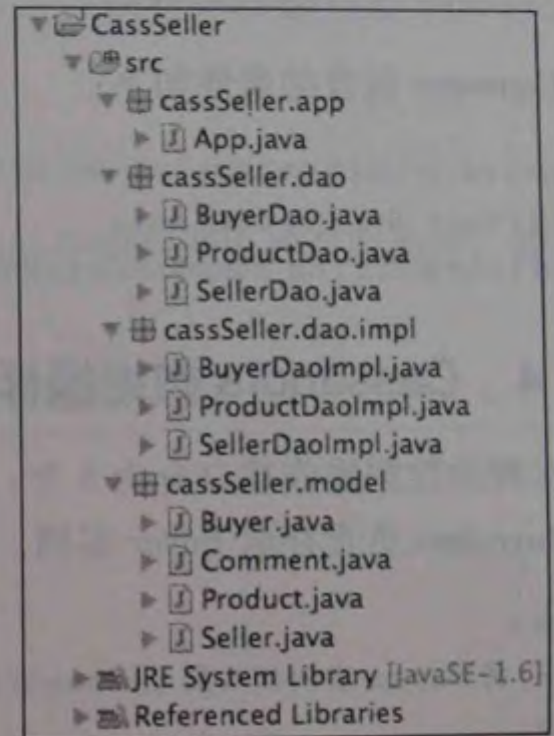 CassSeller
src
cassSeller.app
App.java
cassSeller.dao
BuyerDao.java
ProductDao.java
SellerDao.java
cassSeller.dao.impl
BuyerDaoImpl.java
ProductDaoImpl.java
SellerDaoImpl.java
cassSeller.model
Buyer.java
Comment.java
Product.java
Seller.java
JRE System Library [JavaSE-1.6]
Referenced Libraries